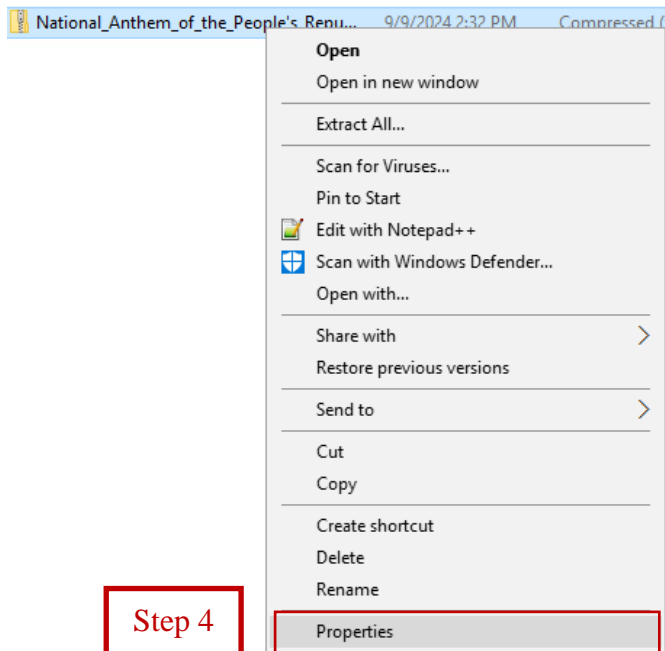 National_Anthem_of_the_People's_Repu... 9/9/2024 2:32 PM Compressed (
Open
Open in new window
Extract All...
Scan for Viruses...
Pin to Start
Edit with Notepad++
Scan with Windows Defender...
Open with...
Share with
Restore previous versions
Send to
Cut
Copy
Create shortcut
Delete
Rename
Step 4
Properties